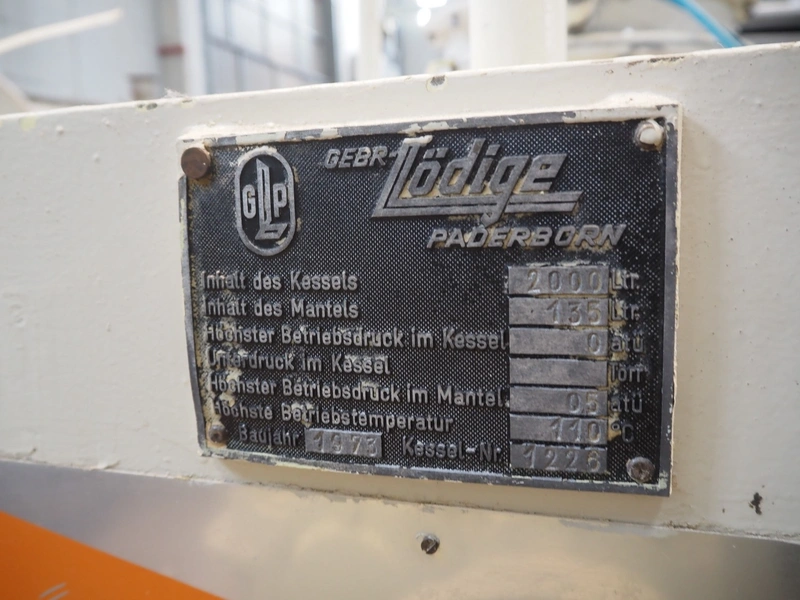 GLP
GEBR. Lödige
PADERBORN
Inhalt des Kessels 2000 Ltr.
Inhalt des Mantels 135 Ltr.
Höchster Betriebsdruck im Kessel 0 atü
Unterdruck im Kessel Torr
Höchster Betriebsdruck im Mantel 0,5 atü
Höchste Betriebstemperatur 110 °C
Baujahr 1973 Kessel-Nr. 1226